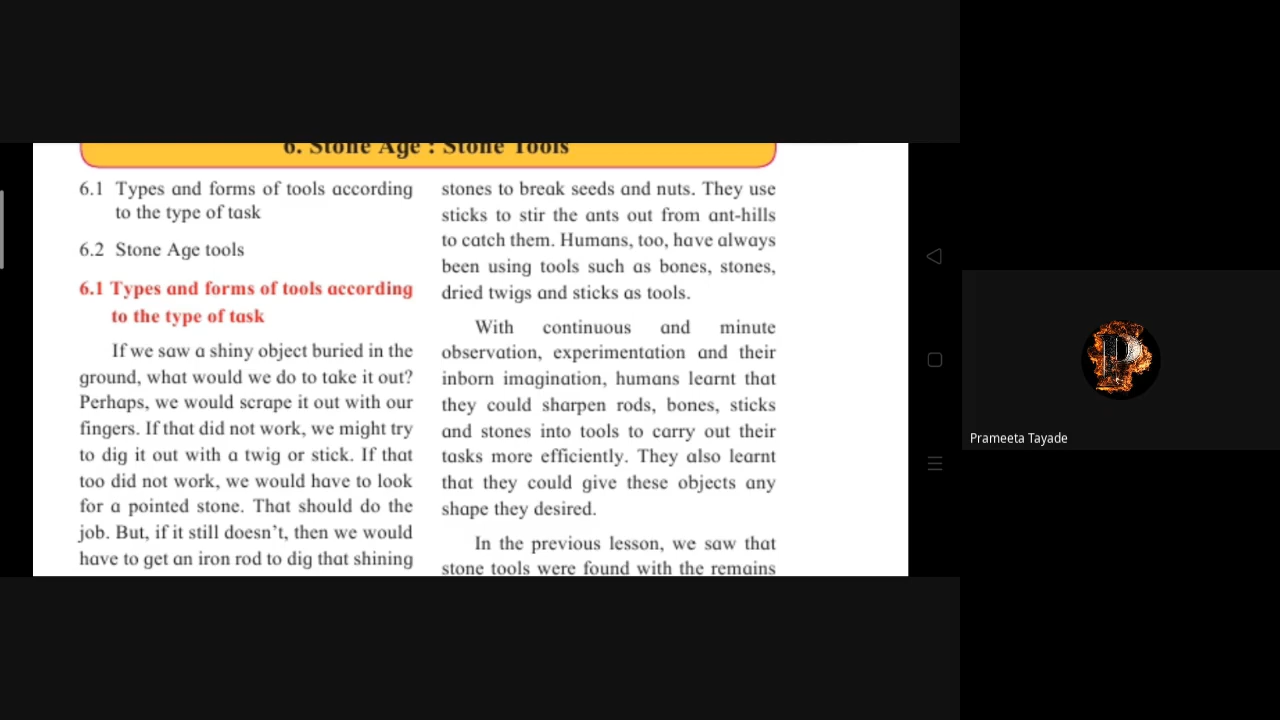 6. Stone Age : Stone Tools
6.1 Types and forms of tools according
to the type of task
6.2 Stone Age tools
6.1 Types and forms of tools according
to the type of task
If we saw a shiny object buried in the
ground, what would we do to take it out?
Perhaps, we would scrape it out with our
fingers. If that did not work, we might try
to dig it out with a twig or stick. If that
too did not work, we would have to look
for a pointed stone. That should do the
job. But, if it still doesn't, then we would
have to get an iron rod to dig that shining
stones to break seeds and nuts. They use
sticks to stir the ants out from ant-hills
to catch them. Humans, too, have always
been using tools such as bones, stones,
dried twigs and sticks as tools.
With continuous and minute
observation, experimentation and their
inborn imagination, humans learnt that
they could sharpen rods, bones, sticks
and stones into tools to carry out their
tasks more efficiently. They also learnt
that they could give these objects any
shape they desired.
In the previous lesson, we saw that
stone tools were found with the remains
P
Prameeta Tayade